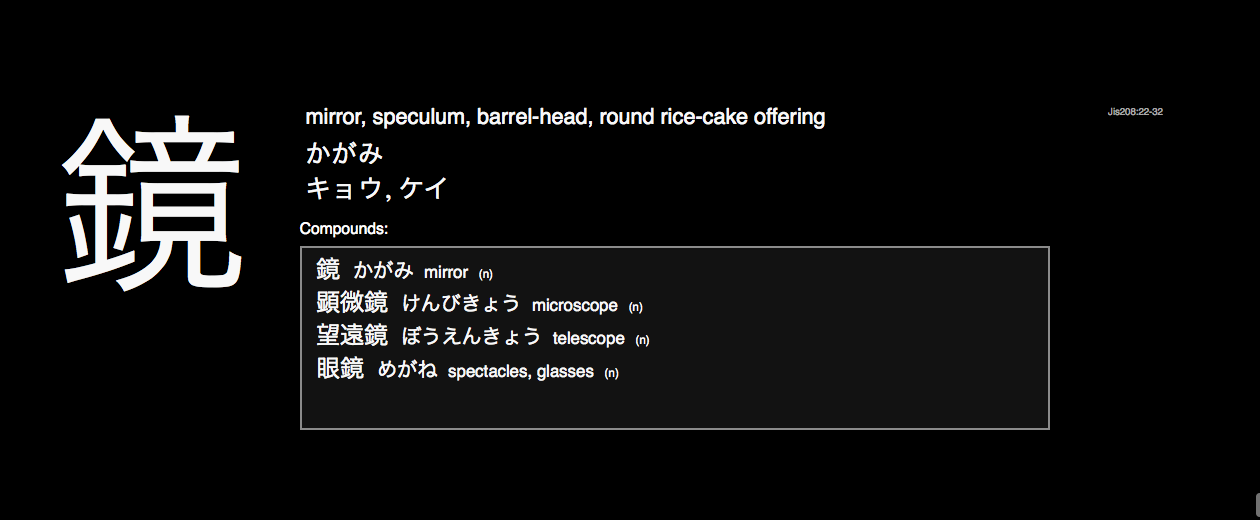 鏡
mirror, speculum, barrel-head, round rice-cake offering
Jis208:22-32
かがみ
キョウ, ケイ
Compounds:
鏡 かがみ mirror (n)
顕微鏡 けんびきょう microscope (n)
望遠鏡 ぼうえんきょう telescope (n)
眼鏡 めがね spectacles, glasses (n)